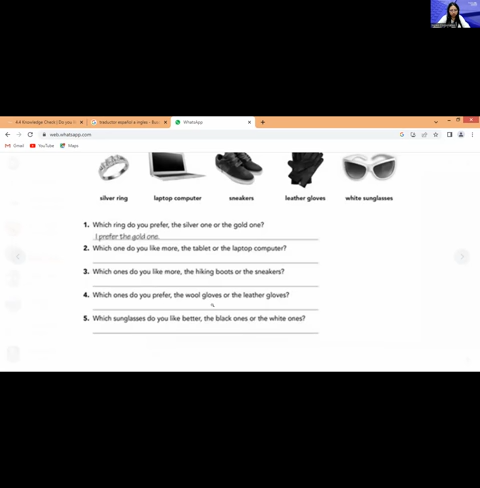 4.4 Knowledge Check | Do you l
traductor español a ingles - Bus
WhatsApp
web.whatsapp.com
Gmail
YouTube
Maps
silver ring
laptop computer
sneakers
leather gloves
white sunglasses
1. Which ring do you prefer, the silver one or the gold one?
I prefer the gold one.
2. Which one do you like more, the tablet or the laptop computer?
3. Which ones do you like more, the hiking boots or the sneakers?
4. Which ones do you prefer, the wool gloves or the leather gloves?
5. Which sunglasses do you like better, the black ones or the white ones?